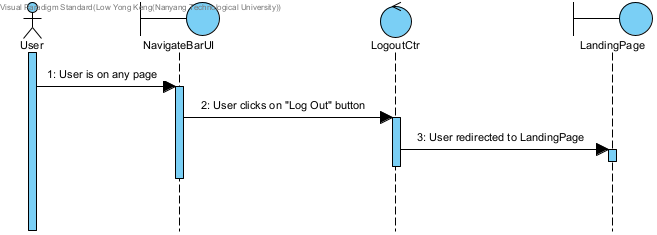 Visual Paradigm Standard(Low Yong Keng(Nanyang Technological University))
User
NavigateBarUI
LogoutCtr
LandingPage
1: User is on any page
2: User clicks on "Log Out" button
3: User redirected to LandingPage